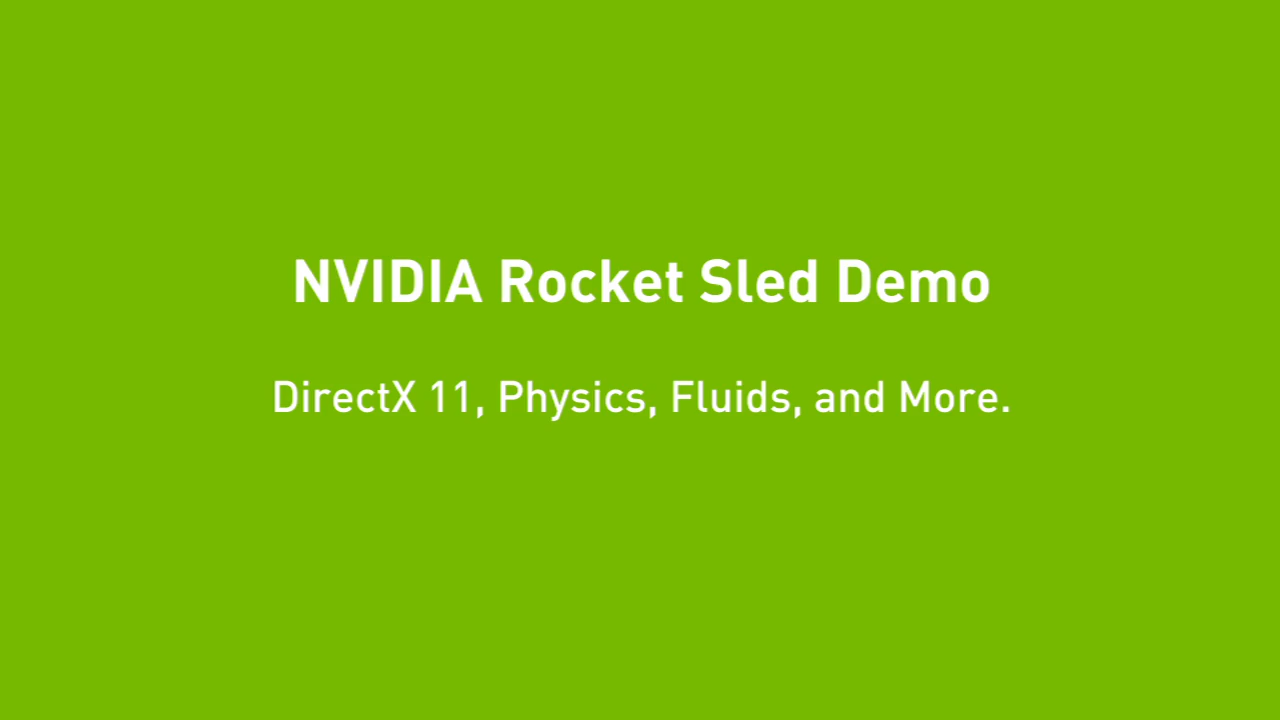 NVIDIA Rocket Sled Demo
DirectX 11, Physics, Fluids, and More.